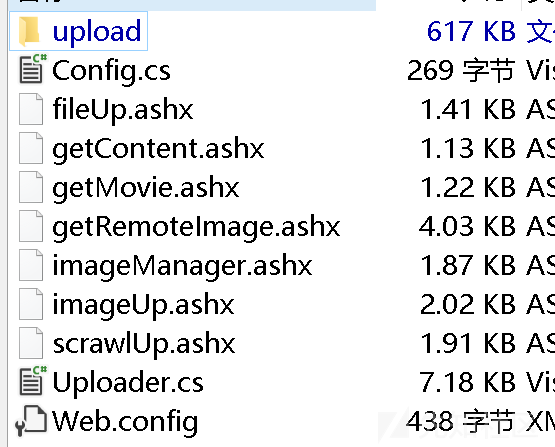 upload 617 KB
Config.cs 269 字节 Vis
fileUp.ashx 1.41 KB AS
getContent.ashx 1.13 KB AS
getMovie.ashx 1.22 KB AS
getRemoteImage.ashx 4.03 KB AS
imageManager.ashx 1.87 KB AS
imageUp.ashx 2.02 KB AS
scrawlUp.ashx 1.91 KB AS
Uploader.cs 7.18 KB Vis
Web.config 438 字节 XM